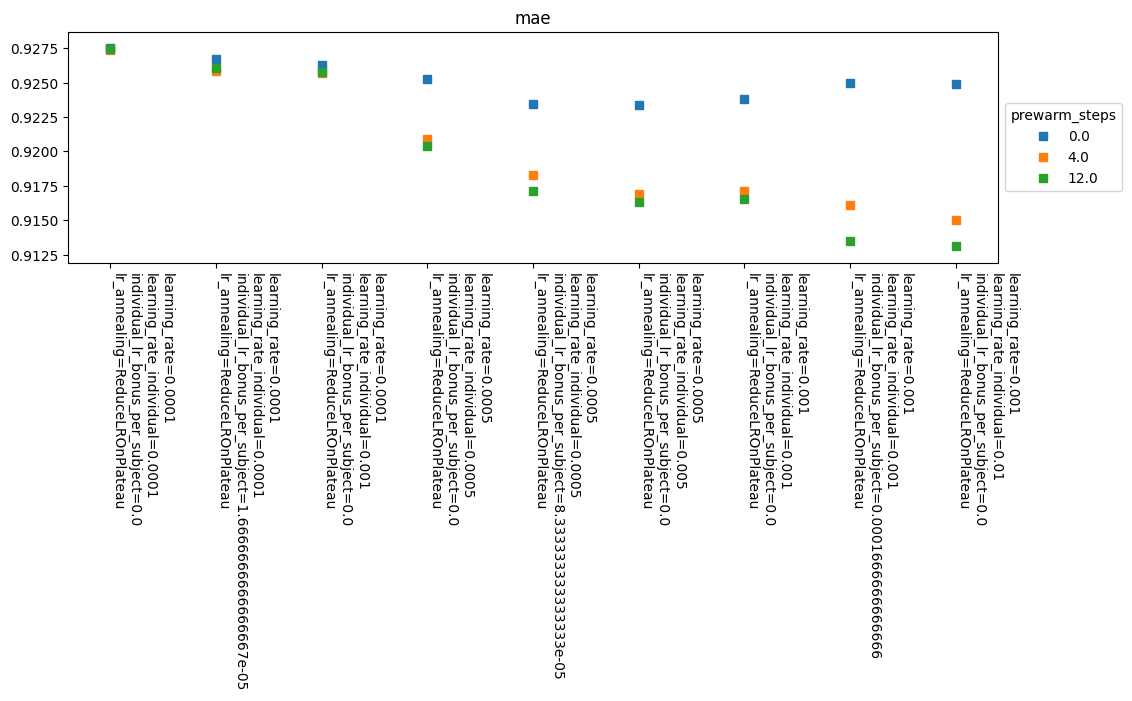 mae
0.9275
0.9250
0.9225
0.9200
0.9175
0.9150
0.9125
prewarm_steps
0.0
4.0
12.0
learning_rate=0.0001
learning_rate_individual=0.0001
individual_lr_bonus_per_subject=0.0
lr_annealing=ReduceLROnPlateau
learning_rate=0.0001
learning_rate_individual=0.0001
individual_lr_bonus_per_subject=1.6666666666666667e-05
lr_annealing=ReduceLROnPlateau
learning_rate=0.0001
learning_rate_individual=0.001
individual_lr_bonus_per_subject=0.0
lr_annealing=ReduceLROnPlateau
learning_rate=0.0005
learning_rate_individual=0.0005
individual_lr_bonus_per_subject=0.0
lr_annealing=ReduceLROnPlateau
learning_rate=0.0005
learning_rate_individual=0.0005
individual_lr_bonus_per_subject=8.333333333333333e-05
lr_annealing=ReduceLROnPlateau
learning_rate=0.0005
learning_rate_individual=0.005
individual_lr_bonus_per_subject=0.0
lr_annealing=ReduceLROnPlateau
learning_rate=0.001
learning_rate_individual=0.001
individual_lr_bonus_per_subject=0.0
lr_annealing=ReduceLROnPlateau
learning_rate=0.001
learning_rate_individual=0.001
individual_lr_bonus_per_subject=0.0001666666666666
lr_annealing=ReduceLROnPlateau
learning_rate=0.001
learning_rate_individual=0.01
individual_lr_bonus_per_subject=0.0
lr_annealing=ReduceLROnPlateau